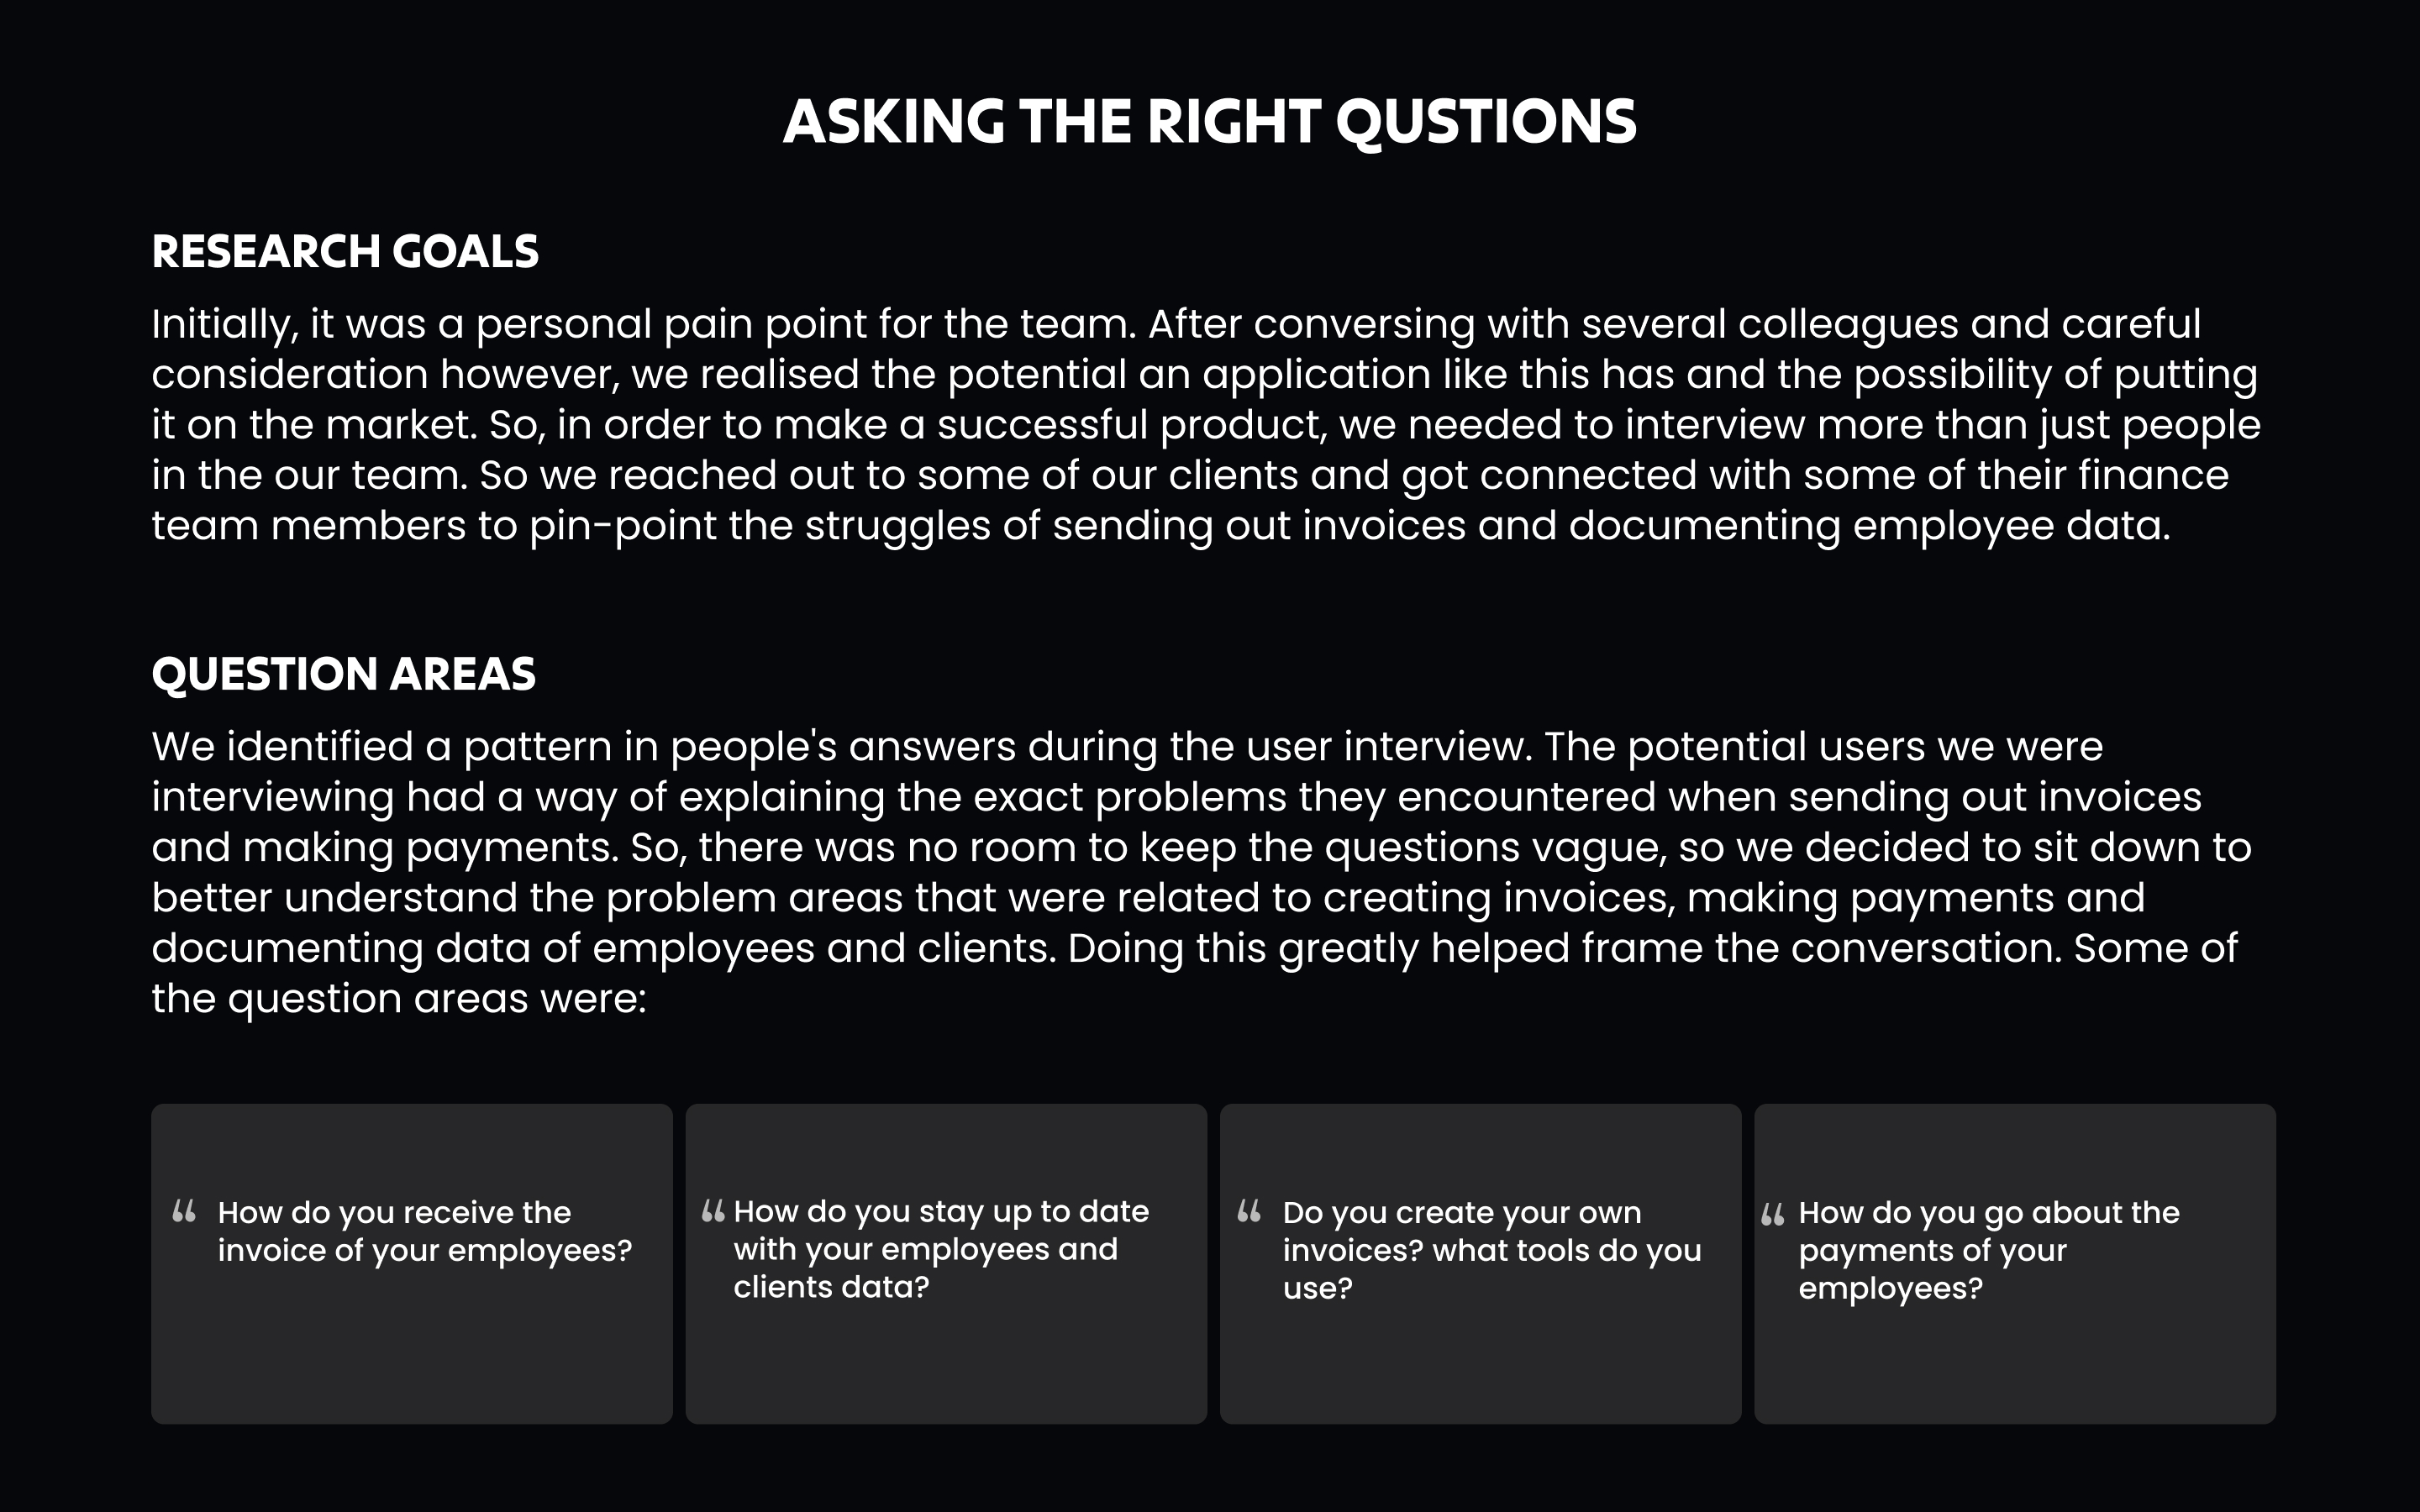 ASKING THE RIGHT QUSTIONS
RESEARCH GOALS
Initially, it was a personal pain point for the team. After conversing with several colleagues and careful
consideration however, we realised the potential an application like this has and the possibility of putting
it on the market. So, in order to make a successful product, we needed to interview more than just people
in the our team. So we reached out to some of our clients and got connected with some of their finance
team members to pin-point the struggles of sending out invoices and documenting employee data.
QUESTION AREAS
We identified a pattern in people's answers during the user interview. The potential users we were
interviewing had a way of explaining the exact problems they encountered when sending out invoices
and making payments. So, there was no room to keep the questions vague, so we decided to sit down to
better understand the problem areas that were related to creating invoices, making payments and
documenting data of employees and clients. Doing this greatly helped frame the conversation. Some of
the question areas were:
“ How do you receive the
invoice of your employees?
“ How do you stay up to date
with your employees and
clients data?
“ Do you create your own
invoices? what tools do you
use?
“ How do you go about the
payments of your
employees?